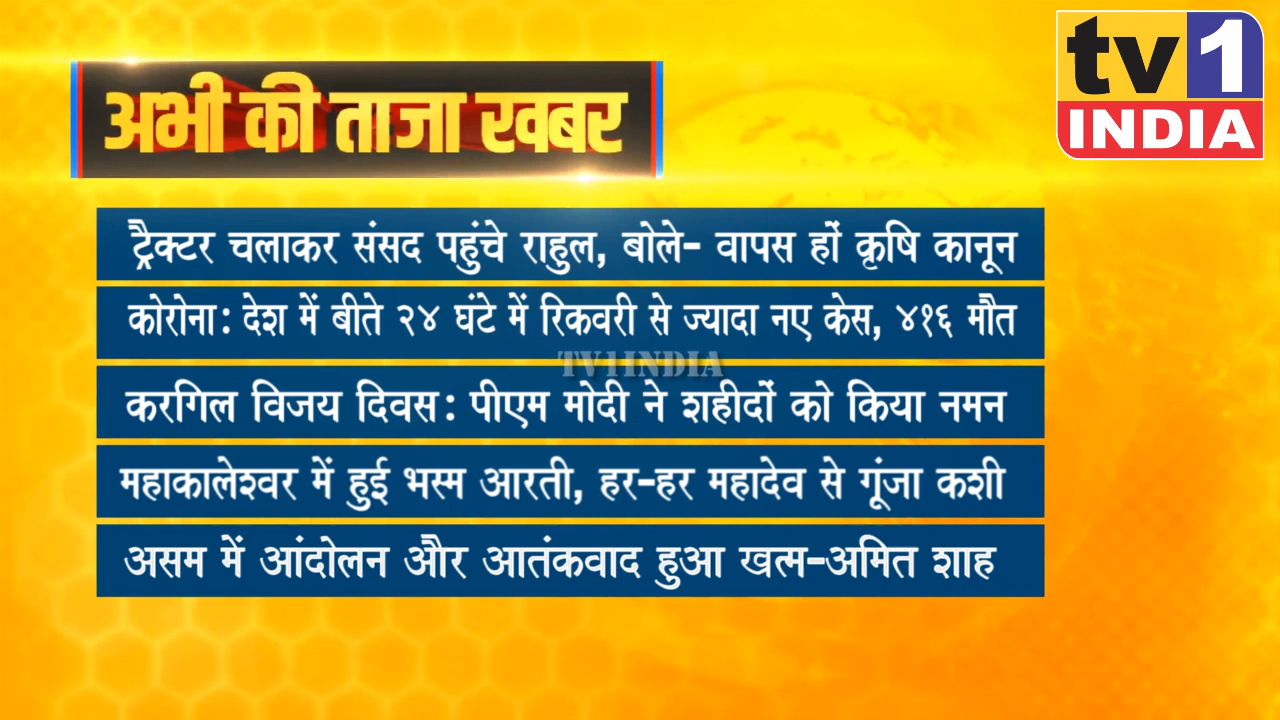 tv1
INDIA
अभी की ताजा खबर
ट्रैक्टर चलाकर संसद पहुंचे राहुल, बोले- वापस हों कृषि कानून
कोरोना: देश में बीते २४ घंटे में रिकवरी से ज्यादा नए केस, ४१६ मौत
TV1INDIA
करगिल विजय दिवस: पीएम मोदी ने शहीदों को किया नमन
महाकालेश्वर में हुई भस्म आरती, हर-हर महादेव से गूंजा कशी
असम में आंदोलन और आतंकवाद हुआ खत्म-अमित शाह